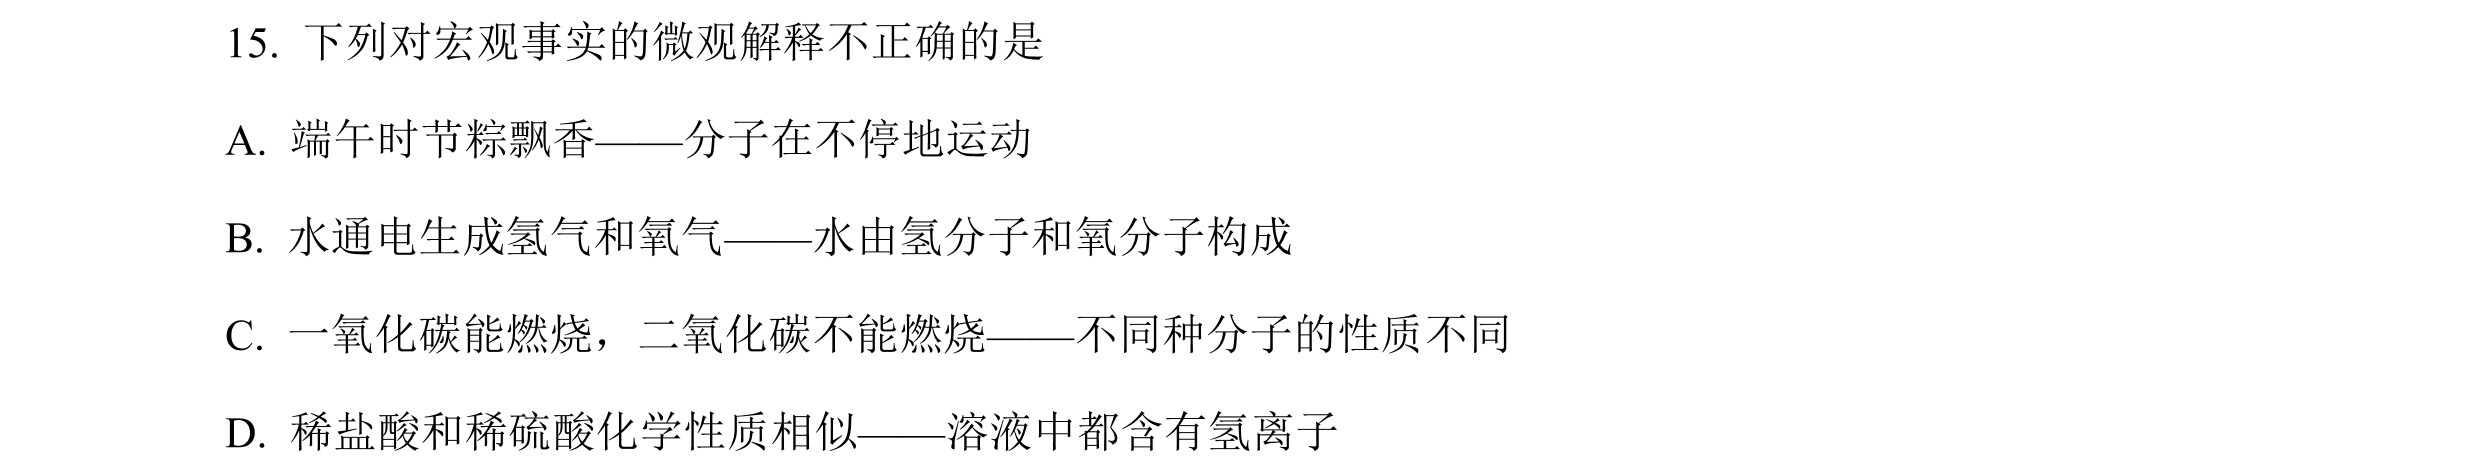 15. 下列对宏观事实的微观解释不正确的是
A. 端午时节粽飘香——分子在不停地运动
B. 水通电生成氢气和氧气——水由氢分子和氧分子构成
C. 一氧化碳能燃烧，二氧化碳不能燃烧——不同种分子的性质不同
D. 稀盐酸和稀硫酸化学性质相似——溶液中都含有氢离子